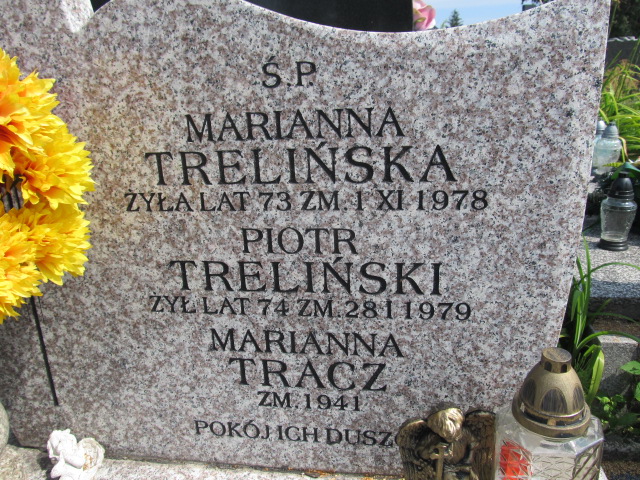 Ś.P.
MARIANNA
TRELIŃSKA
ŻYŁA LAT 73 ZM. 1 XI 1978
PIOTR
TRELIŃSKI
ŻYŁ LAT 74 ZM. 28 I 1979
MARIANNA
TRACZ
ZM. 1941
POKÓJ ICH DUSZ